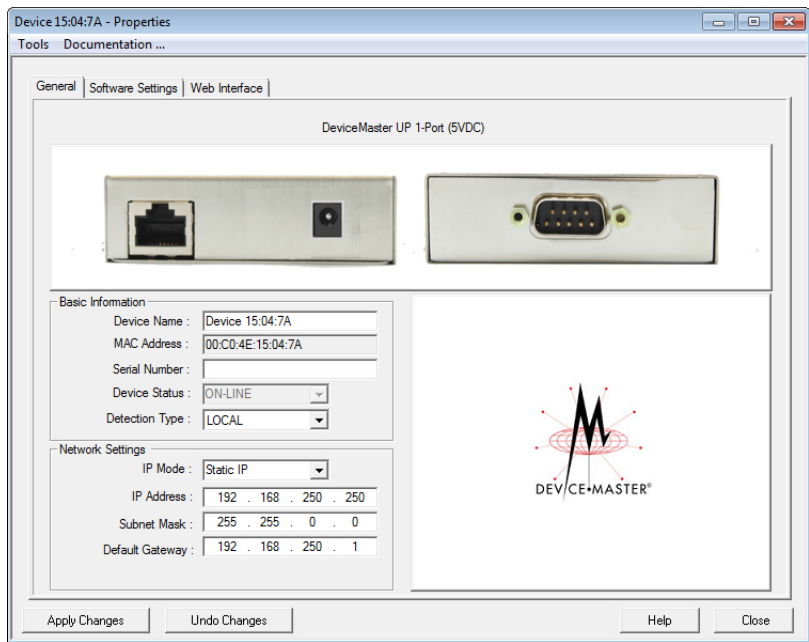 Device 15:04:7A - Properties
Tools Documentation ...
General Software Settings Web Interface
DeviceMaster UP 1-Port (5VDC)
Basic Information
Device Name : Device 15:04:7A
MAC Address : 00:C0:4E:15:04:7A
Serial Number :
Device Status : ON-LINE
Detection Type : LOCAL
Network Settings
IP Mode : Static IP
IP Address : 192 . 168 . 250 . 250
Subnet Mask : 255 . 255 . 0 . 0
Default Gateway : 192 . 168 . 250 . 1
DEVICE•MASTER®
Apply Changes Undo Changes Help Close